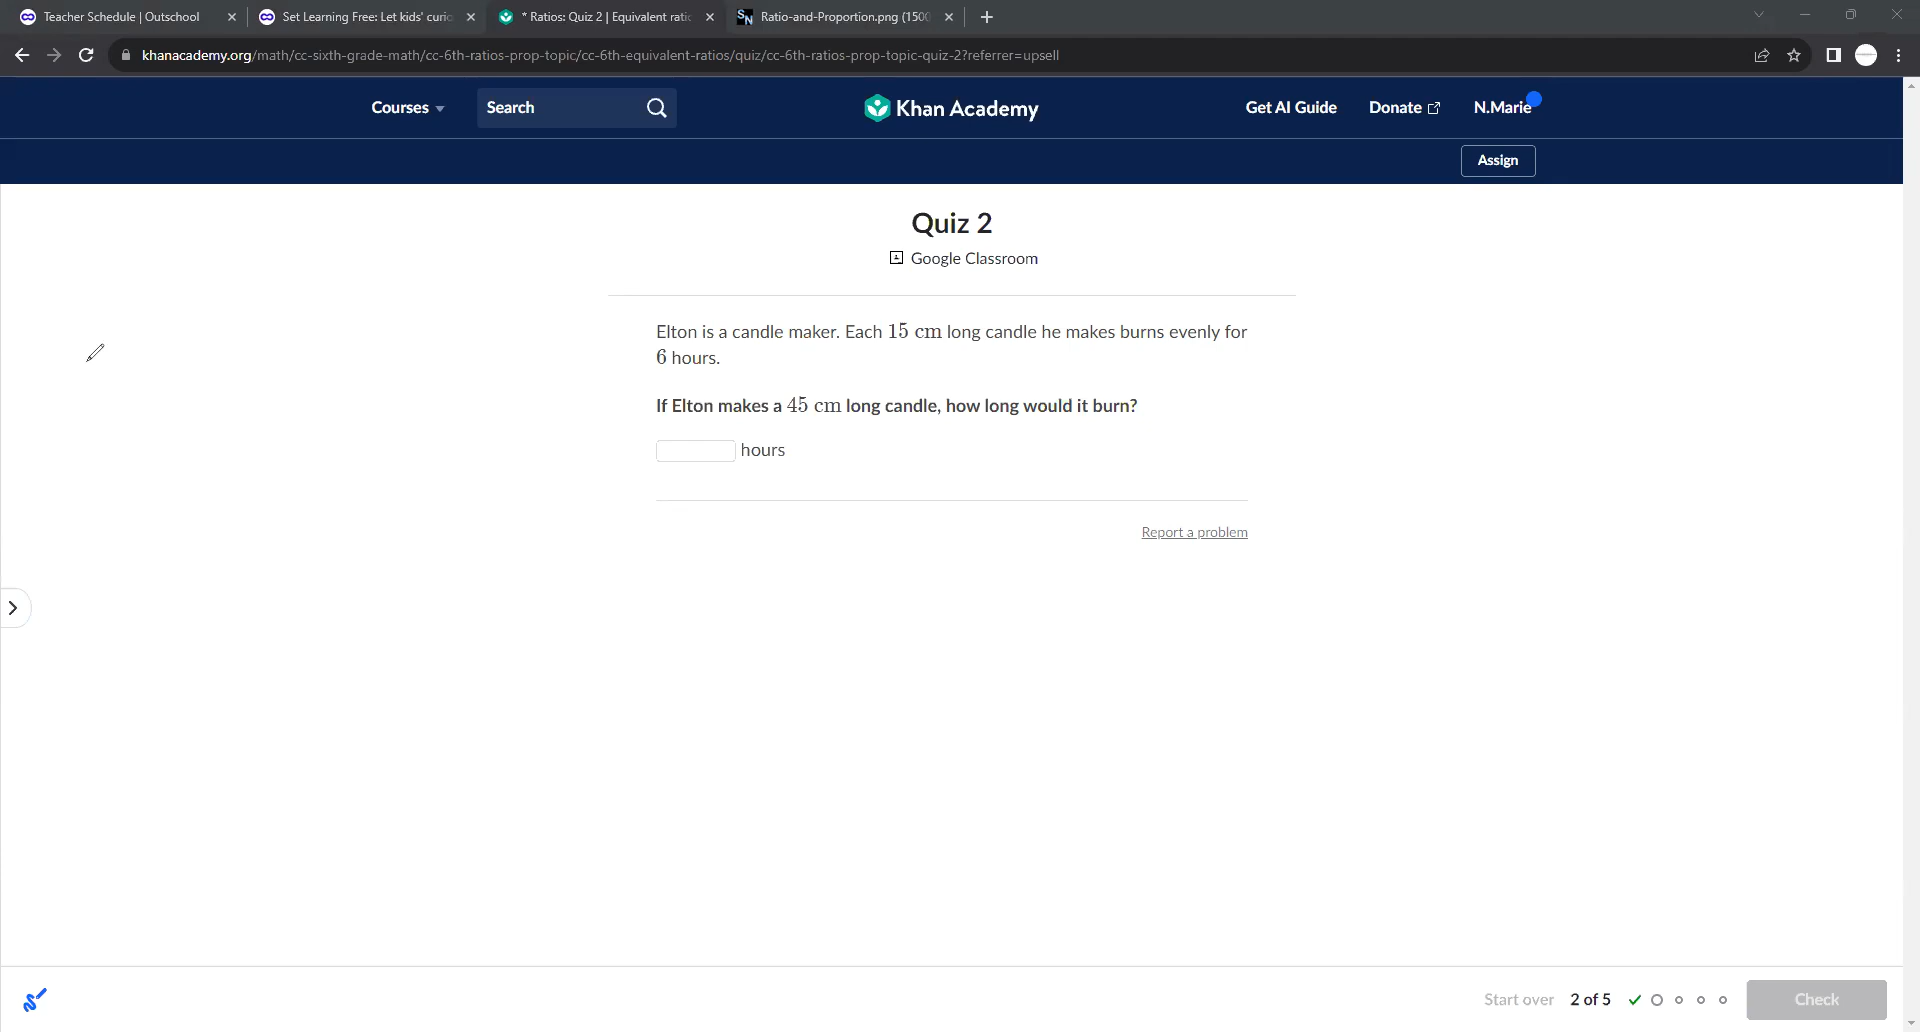 Teacher Schedule | Outschool
Set Learning Free: Let kids' curio
* Ratios: Quiz 2 | Equivalent ratio
Ratio-and-Proportion.png (1500
khanacademy.org/math/cc-sixth-grade-math/cc-6th-ratios-prop-topic/cc-6th-equivalent-ratios/quiz/cc-6th-ratios-prop-topic-quiz-2?referrer=upsell
Courses
Search
Khan Academy
Get AI Guide
Donate
N.Marie
Assign
Quiz 2
Google Classroom
Elton is a candle maker. Each 15 cm long candle he makes burns evenly for
6 hours.
If Elton makes a 45 cm long candle, how long would it burn?
hours
Report a problem
Start over
2 of 5
Check